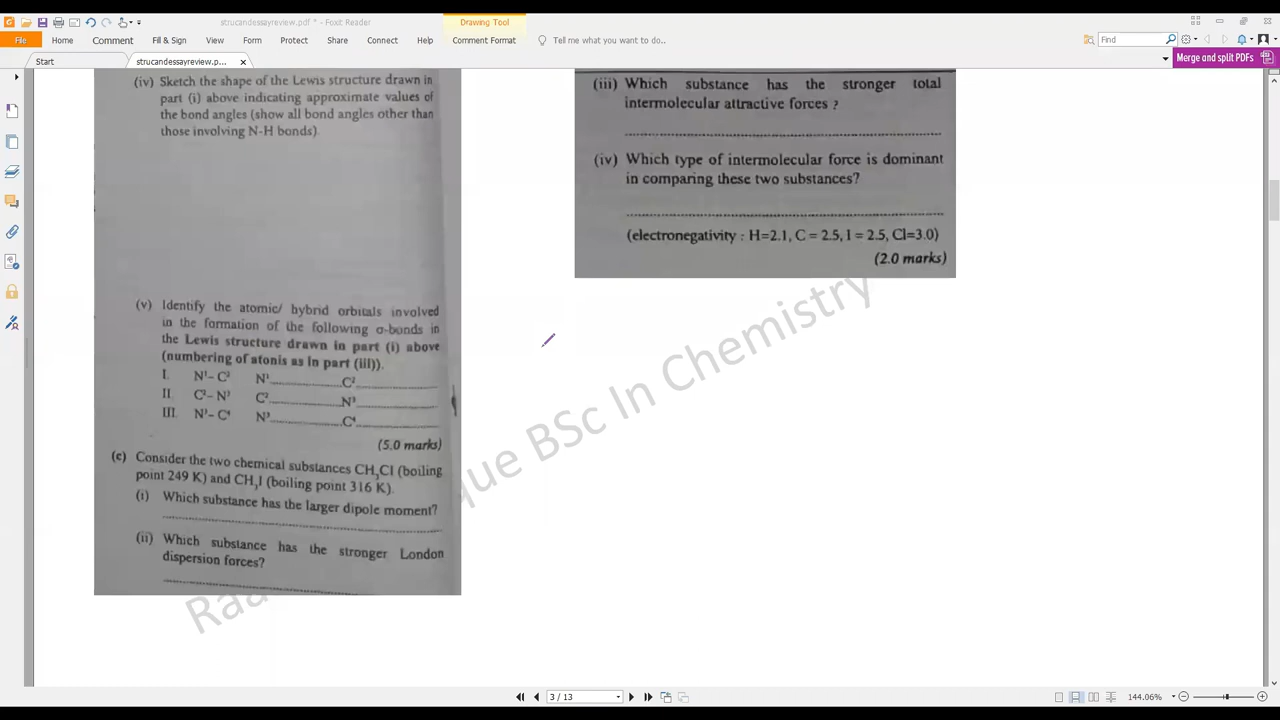 strucandessayreview.pdf * - Foxit Reader
Drawing Tool
File
Home
Comment
Fill & Sign
View
Form
Protect
Share
Connect
Help
Comment Format
Tell me what you want to do..
Find
Start
strucandessayreview.p...
Merge and split PDFs
(iv) Sketch the shape of the Lewis structure drawn in
part (i) above indicating approximate values of
the bond angles (show all bond angles other than
those involving N-H bonds).
(v) Identify the atomic/ hybrid orbitals involved
in the formation of the following σ-bonds in
the Lewis structure drawn in part (i) above
(numbering of atonis as in part (iii)).
I. N¹– C² N¹ C²
II. C²– N³ C² N³
III. N³– C⁴ N³ C⁴
(5.0 marks)
(c) Consider the two chemical substances CH₃Cl (boiling
point 249 K) and CH₃I (boiling point 316 K).
(i) Which substance has the larger dipole moment?
(ii) Which substance has the stronger London
dispersion forces?
(iii) Which substance has the stronger total
intermolecular attractive forces ?
(iv) Which type of intermolecular force is dominant
in comparing these two substances?
(electronegativity : H=2.1, C = 2.5, I = 2.5, Cl=3.0)
(2.0 marks)
que BSc In Chemistry
3 / 13
144.06%